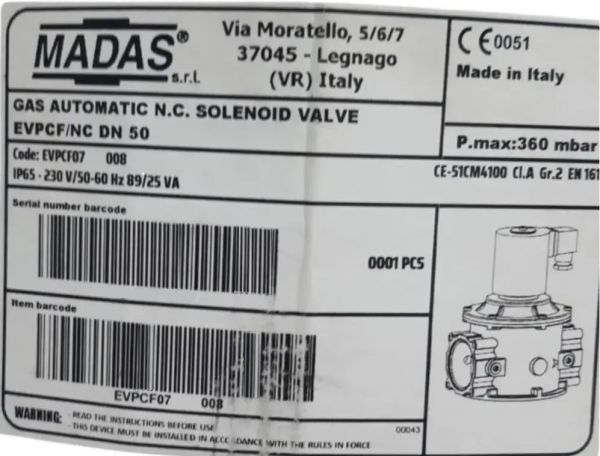 MADAS®
s.r.l.
Via Moratello, 5/6/7
37045 - Legnago
(VR) Italy
CE0051
Made in Italy
GAS AUTOMATIC N.C. SOLENOID VALVE
EVPCF/NC DN 50
P.max:360 mbar
Code: EVPCF07 008
IP65 - 230 V/50-60 Hz 89/25 VA
CE-51CM4100 Cl.A Gr.2 EN 161
Serial number barcode
0001 PCS
Item barcode
EVPCF07 008
WARNING: - READ THE INSTRUCTIONS BEFORE USE
- THIS DEVICE MUST BE INSTALLED IN ACCORDANCE WITH THE RULES IN FORCE
00043